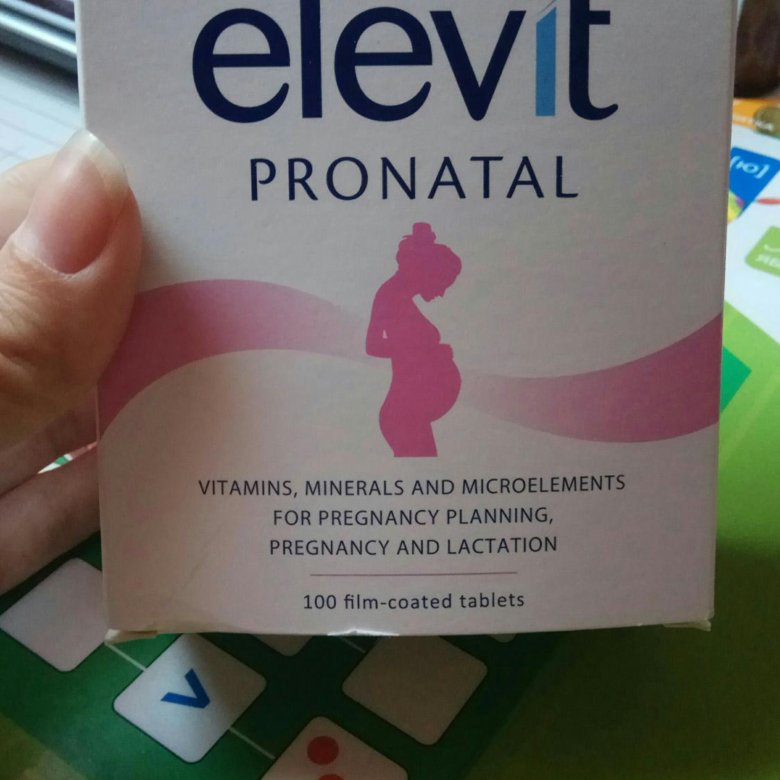 elevit
PRONATAL
VITAMINS, MINERALS AND MICROELEMENTS
FOR PREGNANCY PLANNING,
PREGNANCY AND LACTATION
100 film-coated tablets